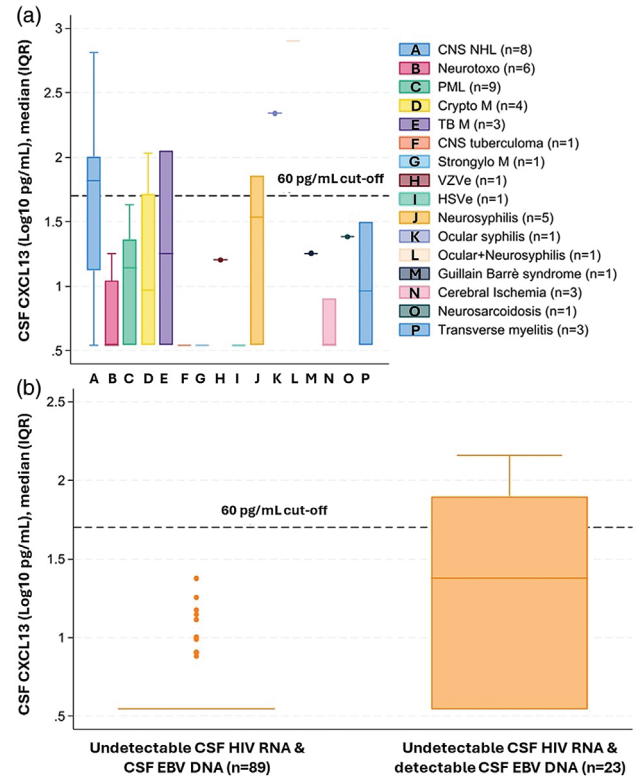 (a)
CSF CXCL13 (Log10 pg/mL), median (IQR)
3
2.5
2
1.5
1
.5
60 pg/mL cut-off
A B C D E F G H I J K L M N O P
A CNS NHL (n=8)
B Neurotoxo (n=6)
C PML (n=9)
D Crypto M (n=4)
E TB M (n=3)
F CNS tuberculoma (n=1)
G Strongylo M (n=1)
H VZVe (n=1)
I HSVe (n=1)
J Neurosyphilis (n=5)
K Ocular syphilis (n=1)
L Ocular+Neurosyphilis (n=1)
M Guillain Barrè syndrome (n=1)
N Cerebral Ischemia (n=3)
O Neurosarcoidosis (n=1)
P Transverse myelitis (n=3)
(b)
CSF CXCL13 (Log10 pg/mL), median (IQR)
2.5
2
1.5
1
.5
60 pg/mL cut-off
Undetectable CSF HIV RNA &
CSF EBV DNA (n=89)
Undetectable CSF HIV RNA &
detectable CSF EBV DNA (n=23)